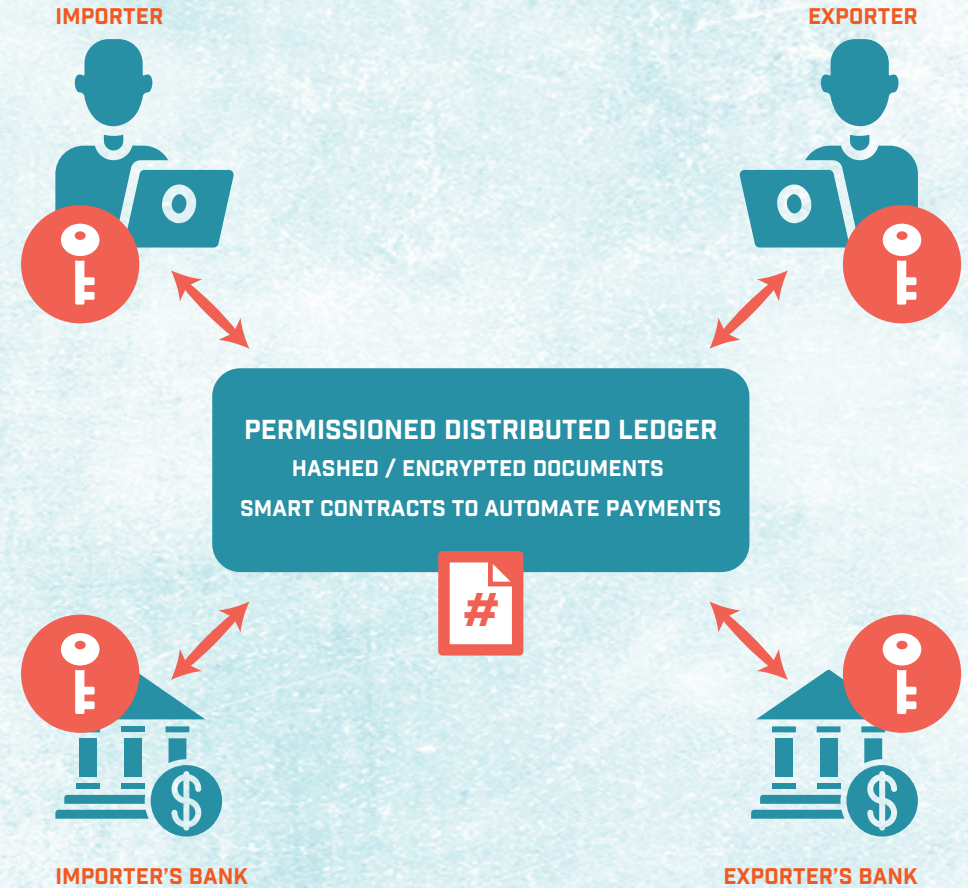 IMPORTER
EXPORTER
PERMISSIONED DISTRIBUTED LEDGER
HASHED / ENCRYPTED DOCUMENTS
SMART CONTRACTS TO AUTOMATE PAYMENTS
#
$
$
IMPORTER'S BANK
EXPORTER'S BANK